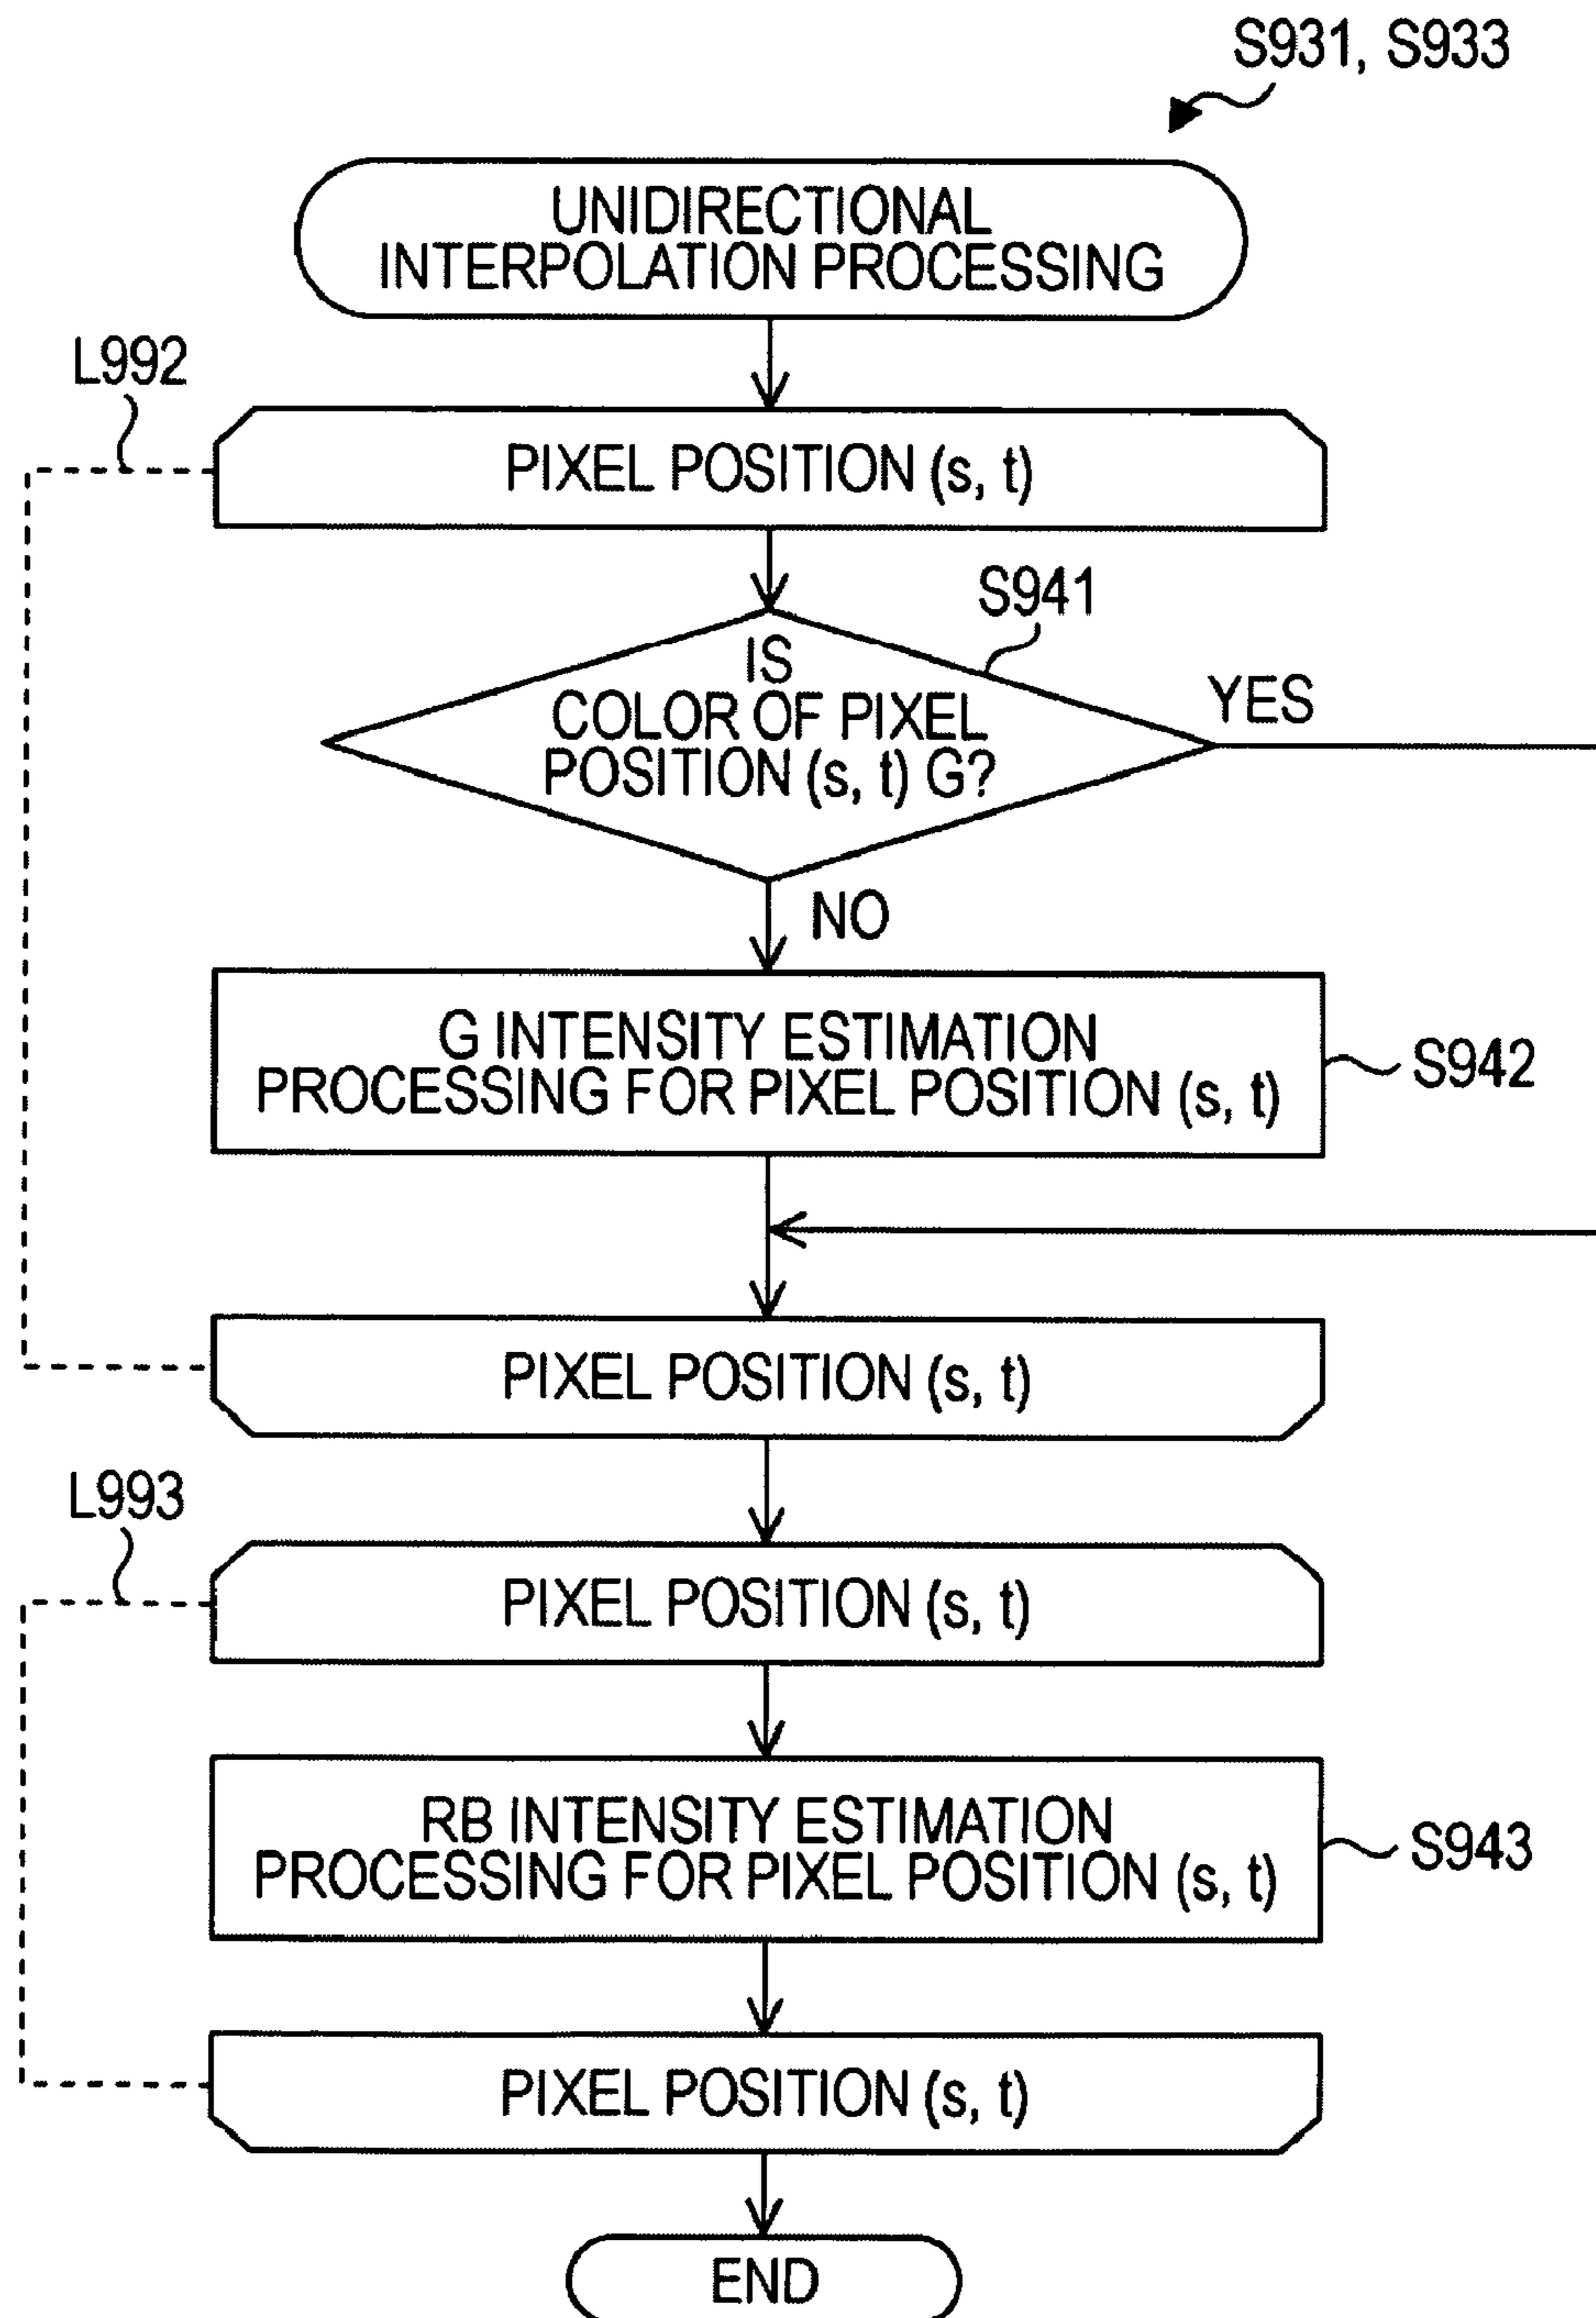 S931, S933
UNIDIRECTIONAL
INTERPOLATION PROCESSING
L992
PIXEL POSITION (s, t)
S941
IS
COLOR OF PIXEL
POSITION (s, t) G?
YES
NO
G INTENSITY ESTIMATION
PROCESSING FOR PIXEL POSITION (s, t)
S942
PIXEL POSITION (s, t)
L993
PIXEL POSITION (s, t)
RB INTENSITY ESTIMATION
PROCESSING FOR PIXEL POSITION (s, t)
S943
PIXEL POSITION (s, t)
END